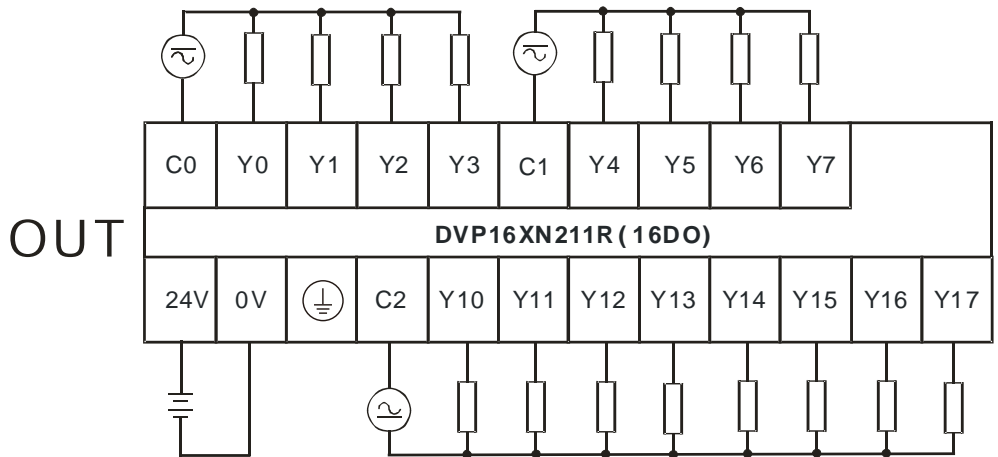 C0 Y0 Y1 Y2 Y3 C1 Y4 Y5 Y6 Y7
OUT
DVP16XN211R(16DO)
24V 0V C2 Y10 Y11 Y12 Y13 Y14 Y15 Y16 Y17